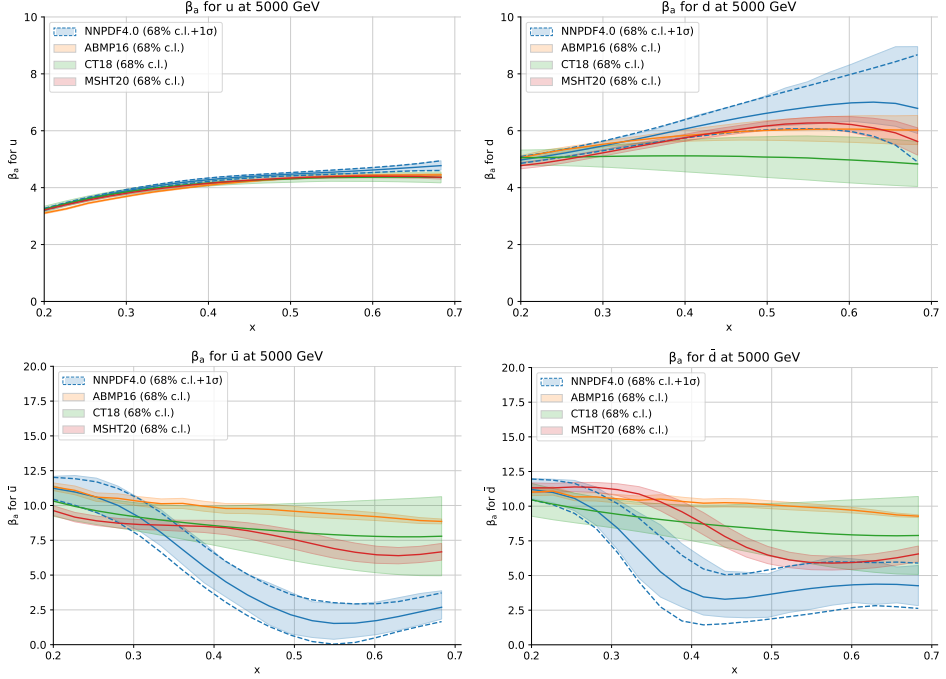 βₐ for u at 5000 GeV
10
8
6
4
2
0
βₐ for u
NNPDF4.0 (68% c.l.+1σ)
ABMP16 (68% c.l.)
CT18 (68% c.l.)
MSHT20 (68% c.l.)
0.2
0.3
0.4
0.5
0.6
0.7
x
βₐ for d at 5000 GeV
10
8
6
4
2
0
βₐ for d
NNPDF4.0 (68% c.l.+1σ)
ABMP16 (68% c.l.)
CT18 (68% c.l.)
MSHT20 (68% c.l.)
0.2
0.3
0.4
0.5
0.6
0.7
x
βₐ for ū at 5000 GeV
20.0
17.5
15.0
12.5
10.0
7.5
5.0
2.5
0.0
βₐ for ū
NNPDF4.0 (68% c.l.+1σ)
ABMP16 (68% c.l.)
CT18 (68% c.l.)
MSHT20 (68% c.l.)
0.2
0.3
0.4
0.5
0.6
0.7
x
βₐ for d̄ at 5000 GeV
20.0
17.5
15.0
12.5
10.0
7.5
5.0
2.5
0.0
βₐ for d̄
NNPDF4.0 (68% c.l.+1σ)
ABMP16 (68% c.l.)
CT18 (68% c.l.)
MSHT20 (68% c.l.)
0.2
0.3
0.4
0.5
0.6
0.7
x